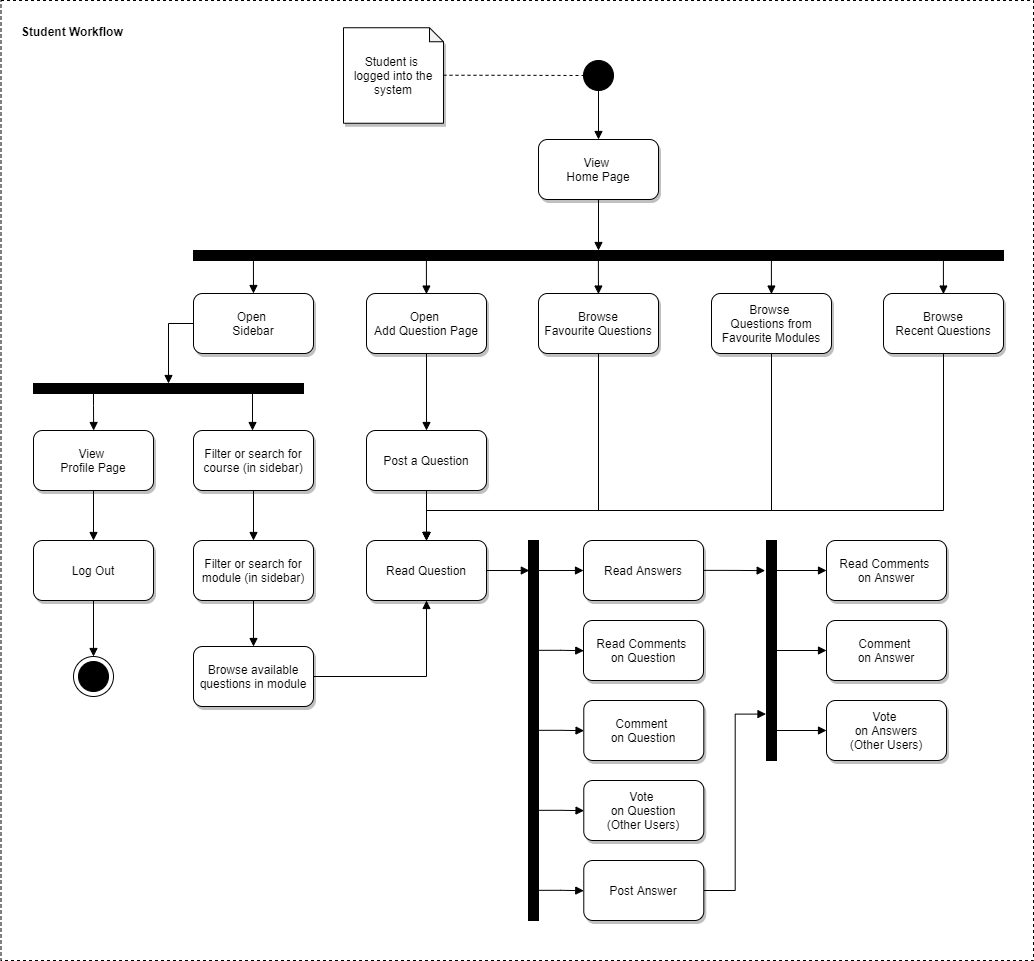 Student Workflow
Student is
logged into the
system
View
Home Page
Open
Sidebar
Open
Add Question Page
Browse
Favourite Questions
Browse
Questions from
Favourite Modules
Browse
Recent Questions
View
Profile Page
Filter or search for
course (in sidebar)
Post a Question
Log Out
Filter or search for
module (in sidebar)
Read Question
Read Answers
Read Comments
on Answer
Browse available
questions in module
Read Comments
on Question
Comment
on Answer
Comment
on Question
Vote
on Answers
(Other Users)
Vote
on Question
(Other Users)
Post Answer